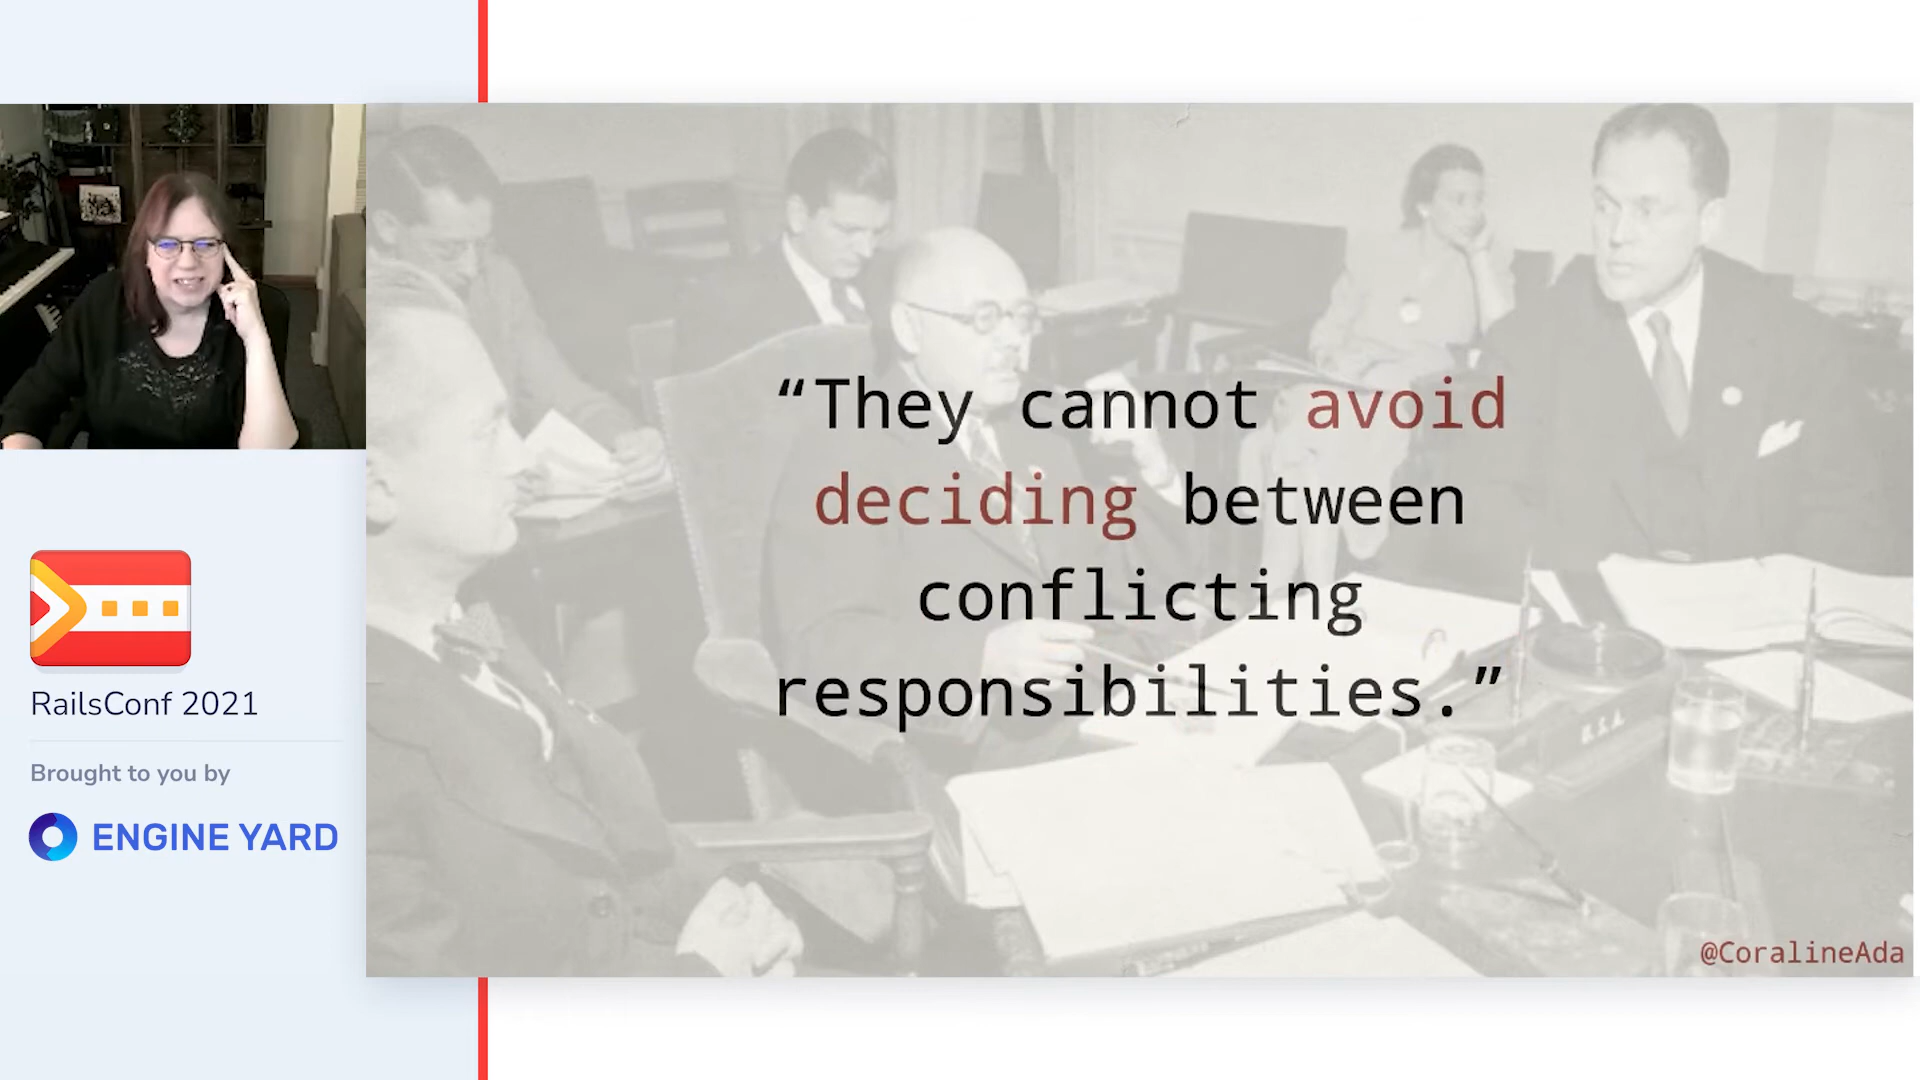 “They cannot avoid
deciding between
conflicting
responsibilities.”
@CoralineAda
RailsConf 2021
Brought to you by
ENGINE YARD